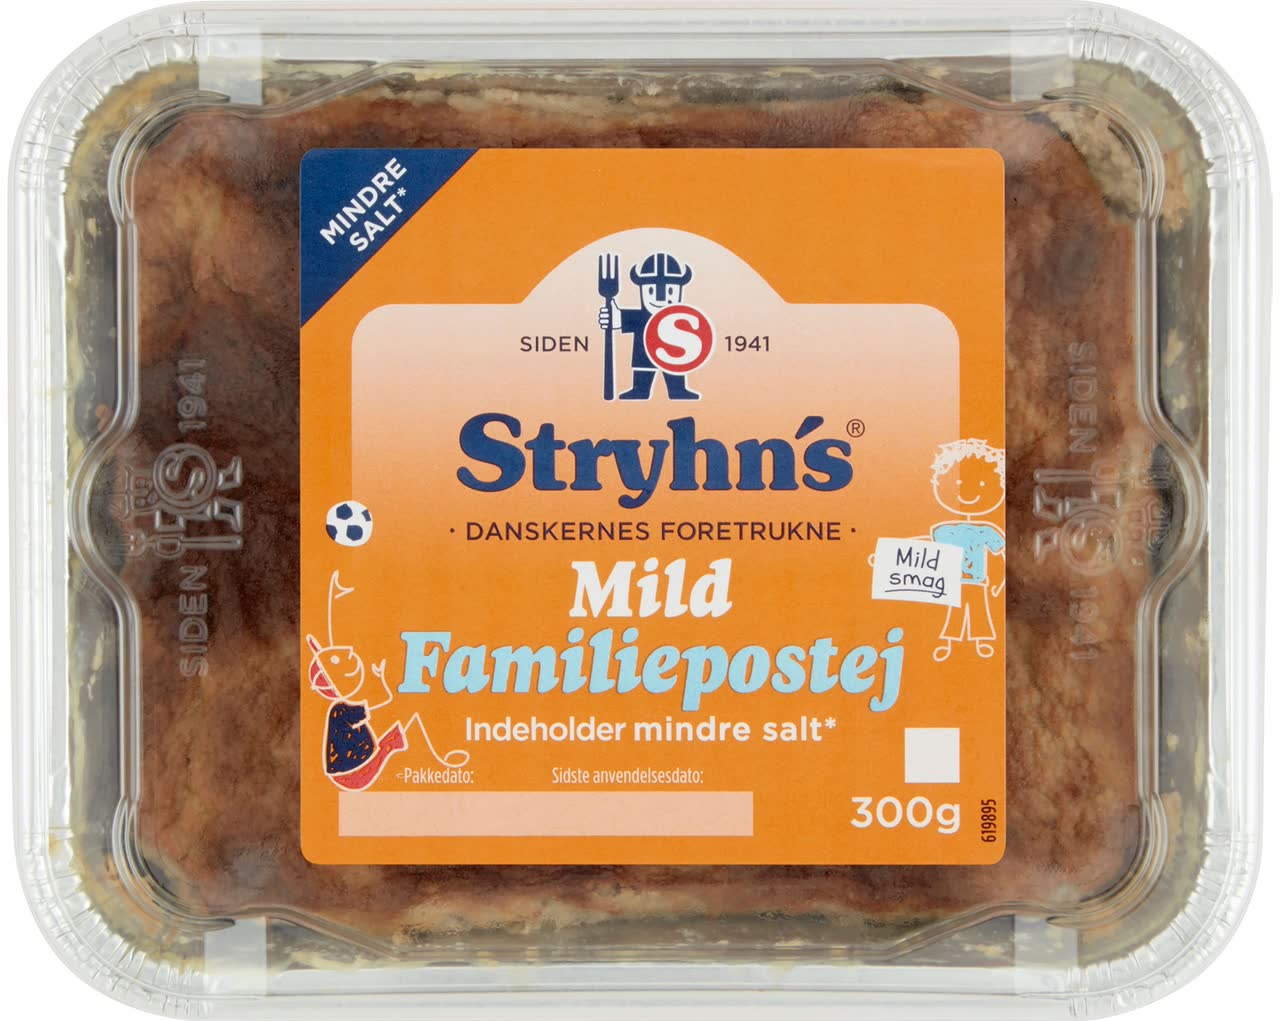 MINDRE
SALT*
SIDEN
S
1941
Stryhn's®
· DANSKERNES FORETRUKNE ·
Mild
smag
Mild
Familiepostej
Indeholder mindre salt*
Pakkedato:
Sidste anvendelsesdato:
300g
619895
SIDEN
S
1941
SIDEN
1941